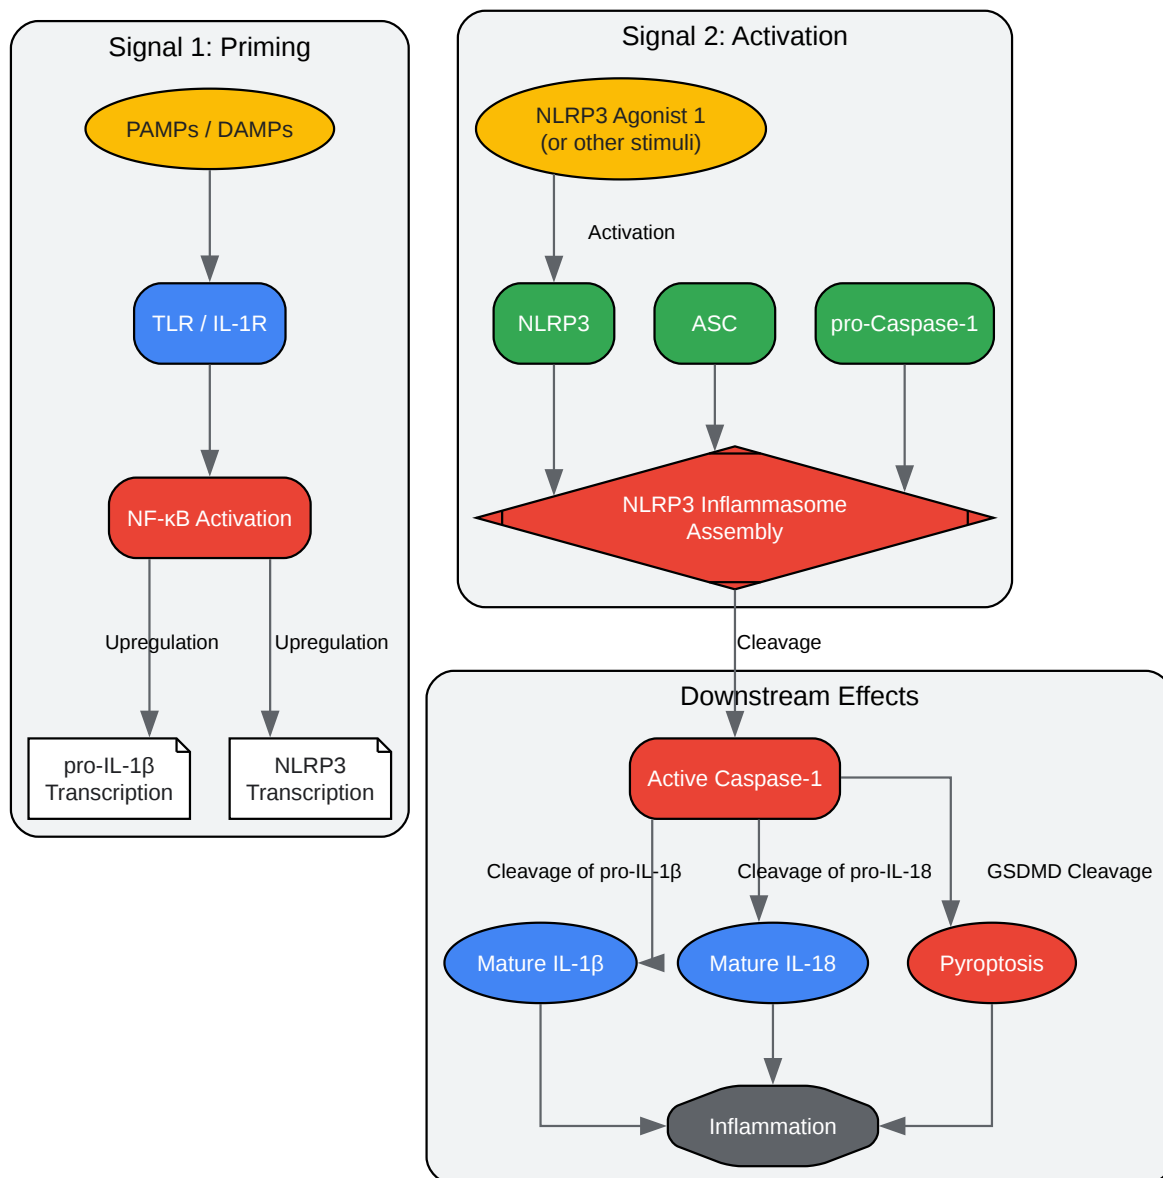 Signal 1: Priming
PAMPs / DAMPs
TLR / IL-1R
NF-κB Activation
Upregulation
Upregulation
pro-IL-1β
Transcription
NLRP3
Transcription
Signal 2: Activation
NLRP3 Agonist 1
(or other stimuli)
Activation
NLRP3
ASC
pro-Caspase-1
NLRP3 Inflammasome
Assembly
Cleavage
Downstream Effects
Active Caspase-1
Cleavage of pro-IL-1β
Cleavage of pro-IL-18
GSDMD Cleavage
Mature IL-1β
Mature IL-18
Pyroptosis
Inflammation